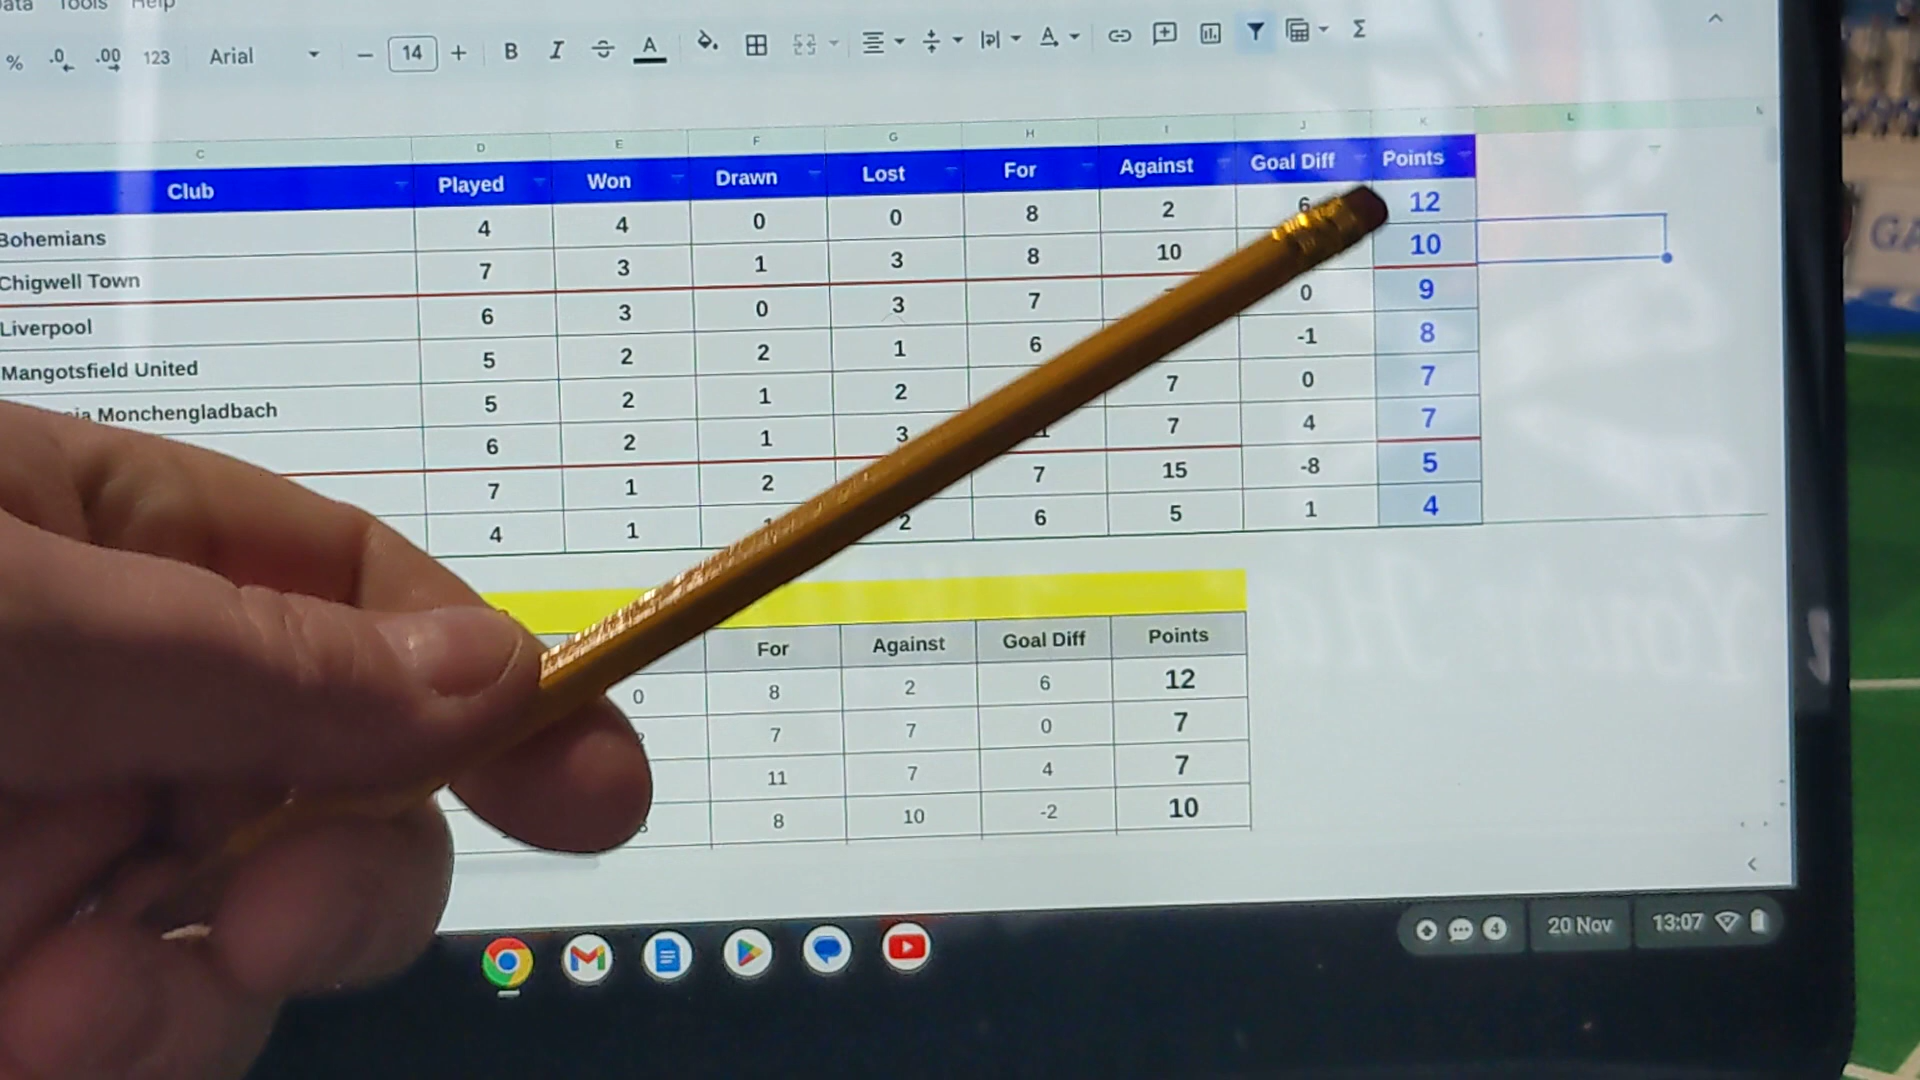 Data Tools Help
% .0 .00 123 Arial — 14 + B I A Σ
C D E F G H I J K L
Club Played Won Drawn Lost For Against Goal Diff Points
Bohemians 4 4 0 0 8 2 6 12
Chigwell Town 7 3 1 3 8 10 10
Liverpool 6 3 0 3 7 0 9
Mangotsfield United 5 2 2 1 6 -1 8
Monchengladbach 5 2 1 2 7 0 7
6 2 1 3 7 4 7
7 1 2 7 15 -8 5
4 1 2 6 5 1 4
For Against Goal Diff Points
0 8 2 6 12
7 7 0 7
11 7 4 7
8 10 -2 10
4 20 Nov 13:07
GA